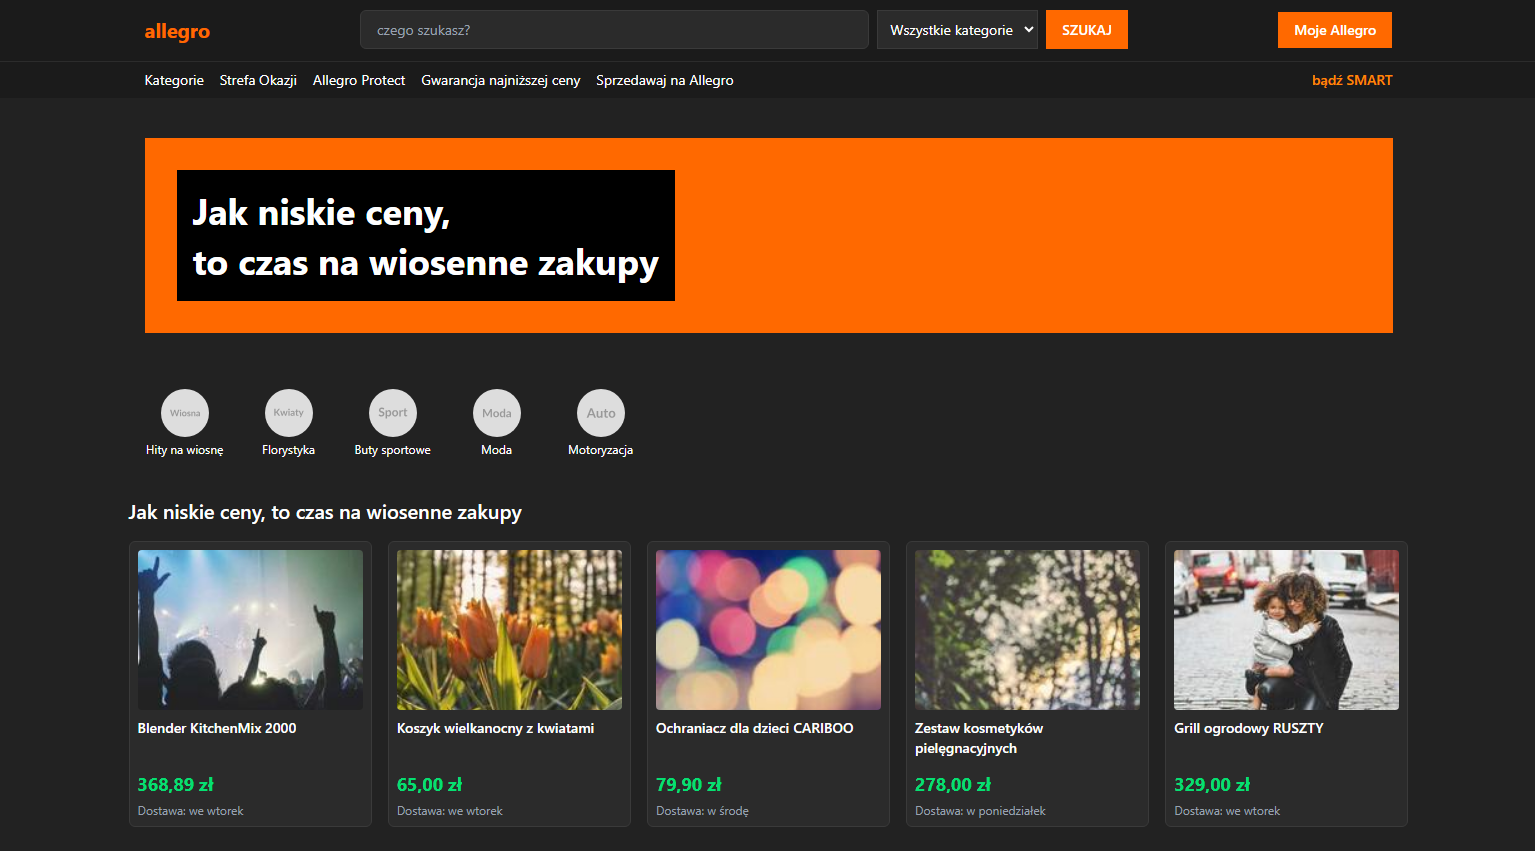 allegro
czego szukasz?
Wszystkie kategorie
SZUKAJ
Moje Allegro
Kategorie
Strefa Okazji
Allegro Protect
Gwarancja najniższej ceny
Sprzedawaj na Allegro
bądź SMART
Jak niskie ceny,
to czas na wiosenne zakupy
Wiosna
Kwiaty
Sport
Moda
Auto
Hity na wiosnę
Florystyka
Buty sportowe
Moda
Motoryzacja
Jak niskie ceny, to czas na wiosenne zakupy
Blender KitchenMix 2000
368,89 zł
Dostawa: we wtorek
Koszyk wielkanocny z kwiatami
65,00 zł
Dostawa: we wtorek
Ochraniacz dla dzieci CARIBOO
79,90 zł
Dostawa: w środę
Zestaw kosmetyków
pielęgnacyjnych
278,00 zł
Dostawa: w poniedziałek
Grill ogrodowy RUSZTY
329,00 zł
Dostawa: we wtorek